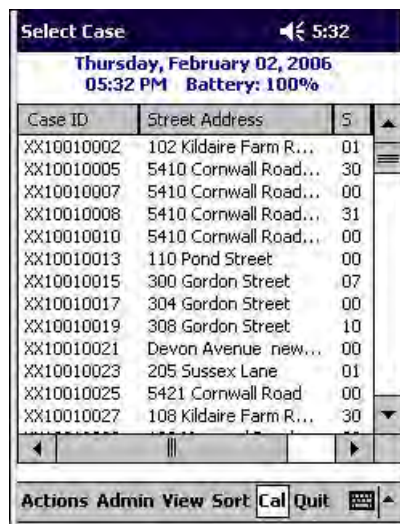 Select Case 5:32
Thursday, February 02, 2006
05:32 PM Battery: 100%
Case ID Street Address S
XX10010002 102 Kildaire Farm R... 01
XX10010005 5410 Cornwall Road... 30
XX10010007 5410 Cornwall Road... 00
XX10010008 5410 Cornwall Road... 31
XX10010010 5410 Cornwall Road... 00
XX10010013 110 Pond Street 00
XX10010015 300 Gordon Street 07
XX10010017 304 Gordon Street 00
XX10010019 308 Gordon Street 10
XX10010021 Devon Avenue new... 00
XX10010023 205 Sussex Lane 01
XX10010025 5421 Cornwall Road 00
XX10010027 108 Kildaire Farm R... 30
Actions Admin View Sort Cal Quit